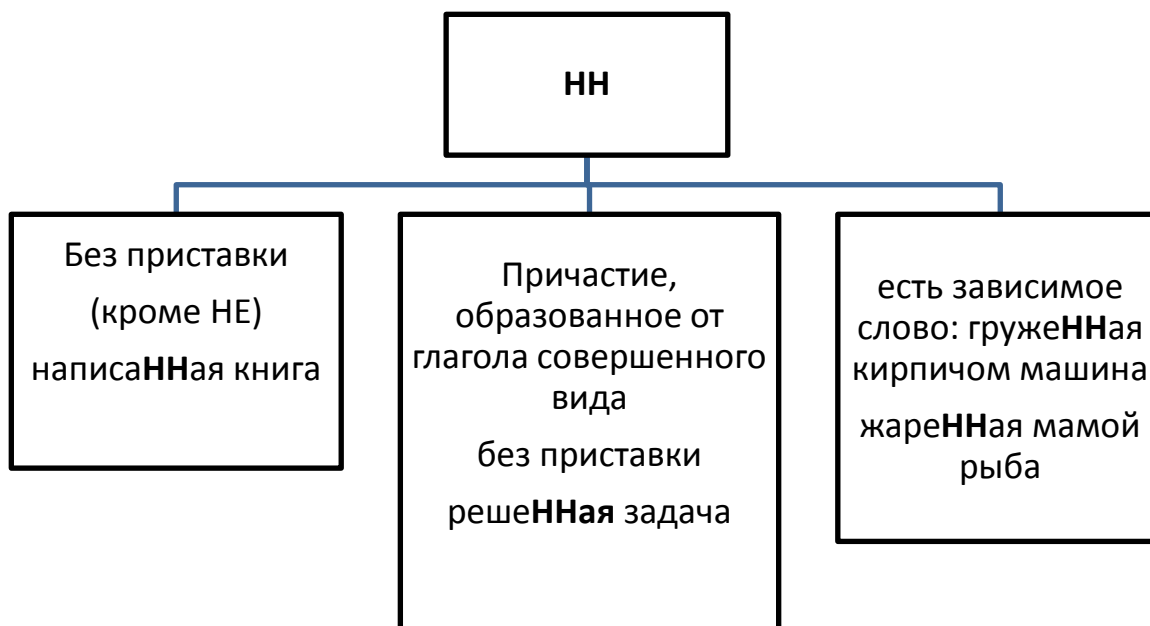 НН
Без приставки
(кроме НЕ)
написаННая книга
Причастие,
образованное от
глагола совершенного
вида
без приставки
решеННая задача
есть зависимое
слово: гружеННая
кирпичом машина
жареННая мамой
рыба